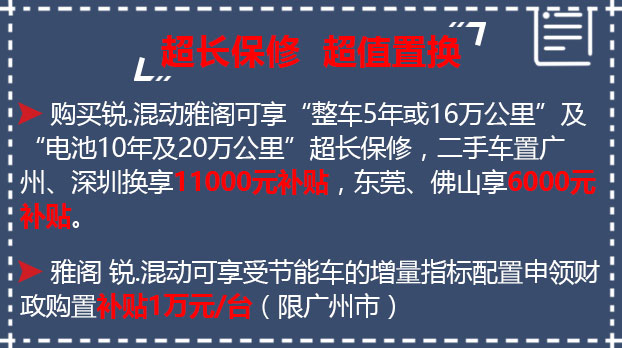 超长保修 超值置换
购买锐.混动雅阁可享“整车5年或16万公里”及
“电池10年及20万公里”超长保修，二手车置广
州、深圳换享11000元补贴，东莞、佛山享6000元
补贴。
雅阁 锐.混动可享受节能车的增量指标配置申领财
政购置补贴1万元/台（限广州市）